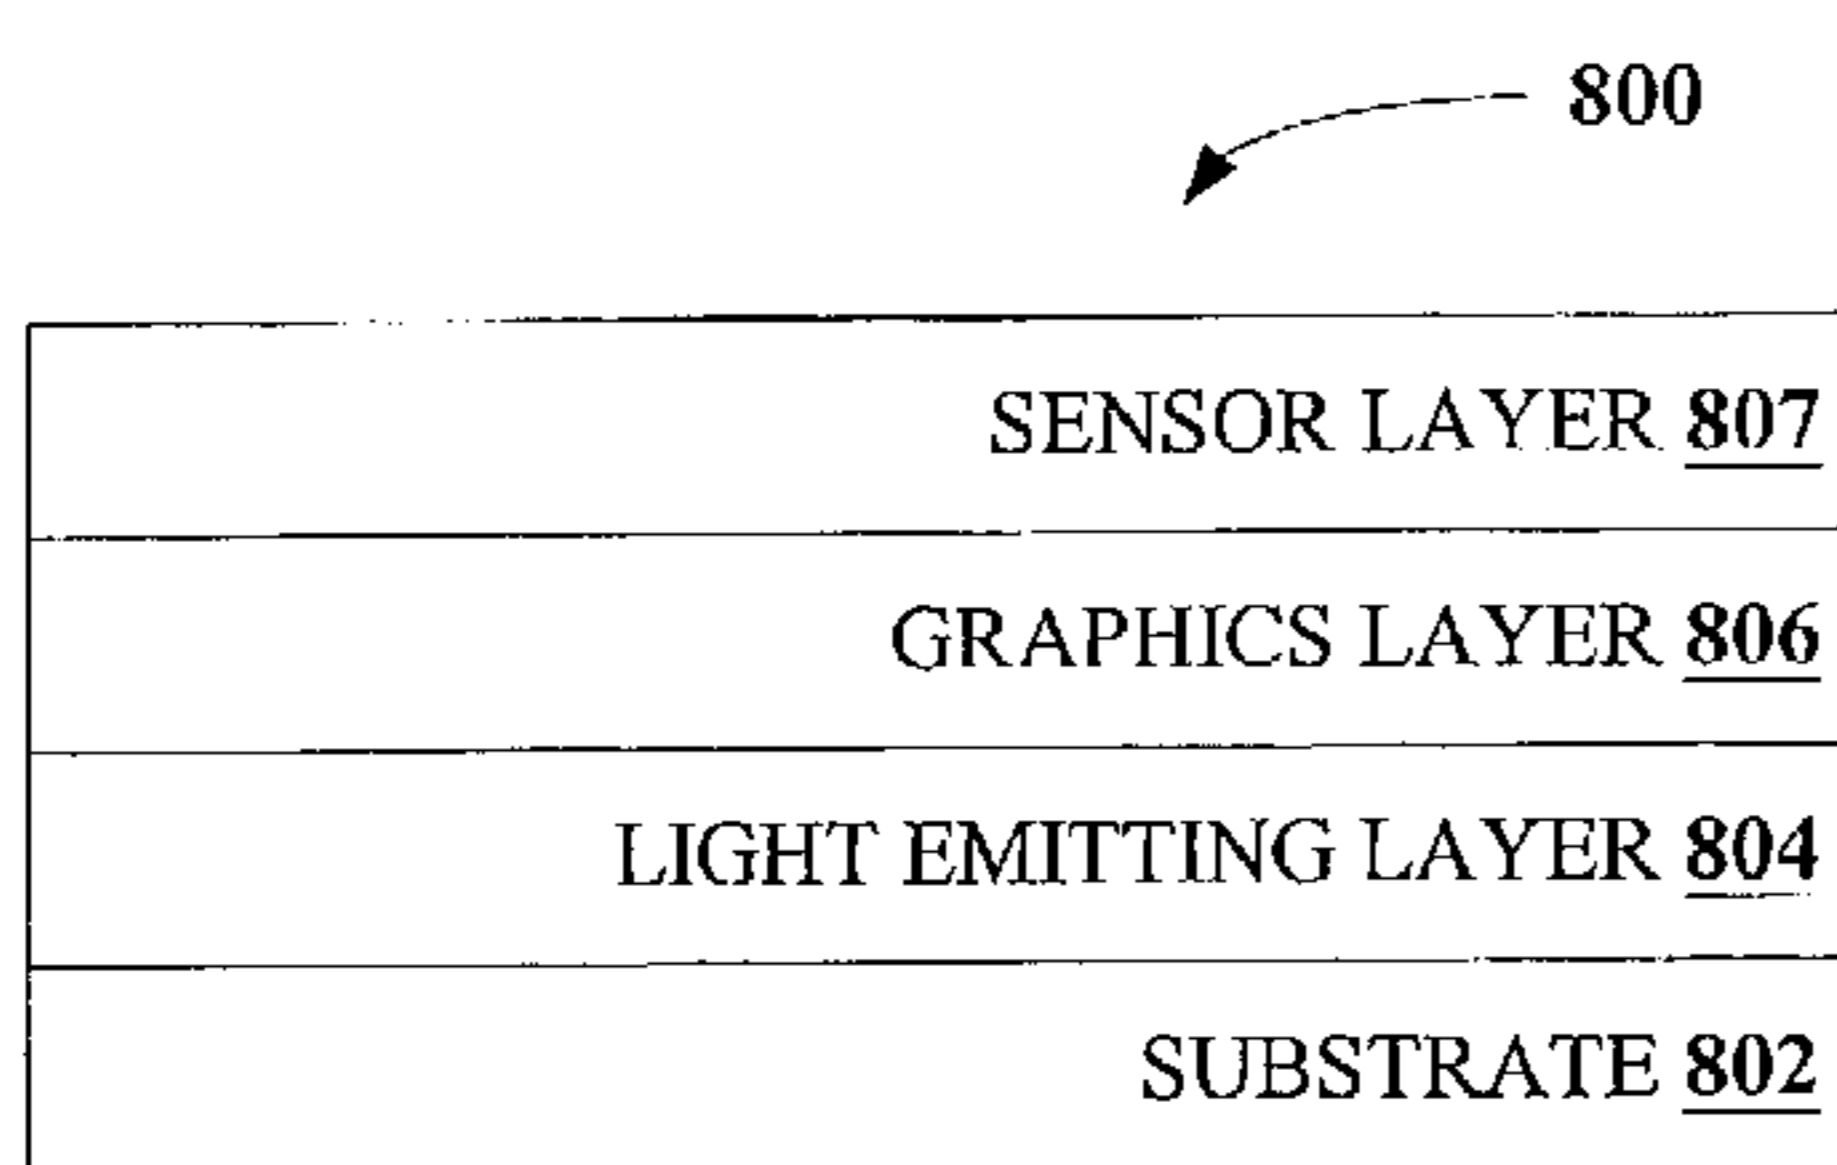 800
SENSOR LAYER 807
GRAPHICS LAYER 806
LIGHT EMITTING LAYER 804
SUBSTRATE 802